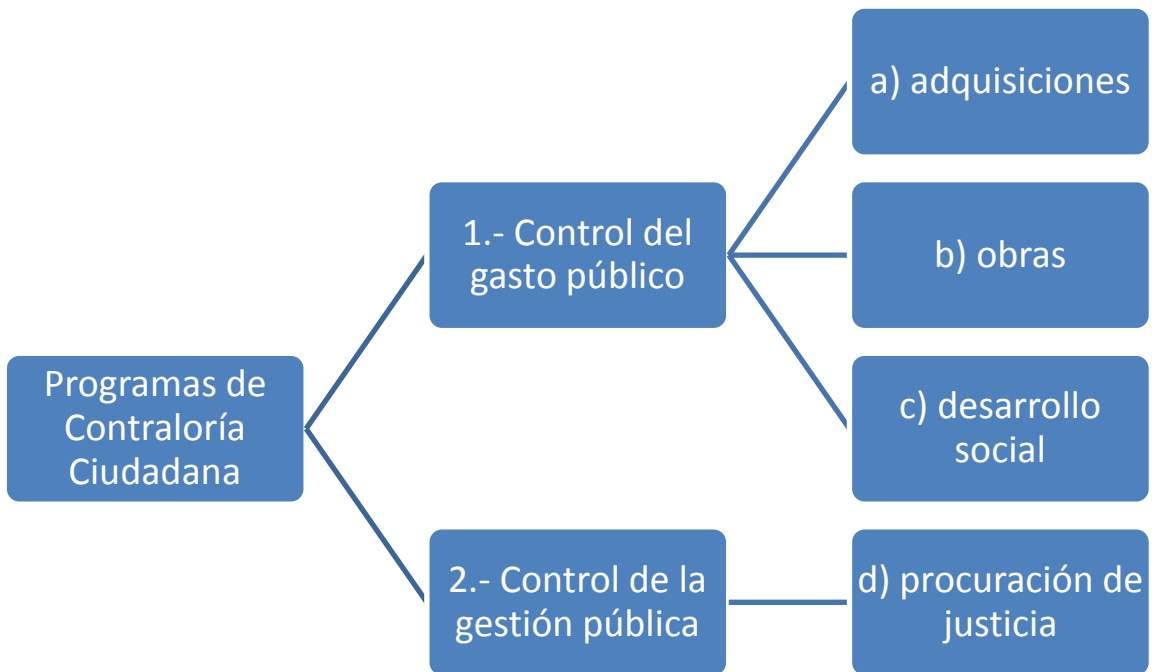 Programas de
Contraloría
Ciudadana
1.- Control del
gasto público
a) adquisiciones
b) obras
c) desarrollo
social
2.- Control de la
gestión pública
d) procuración de
justicia